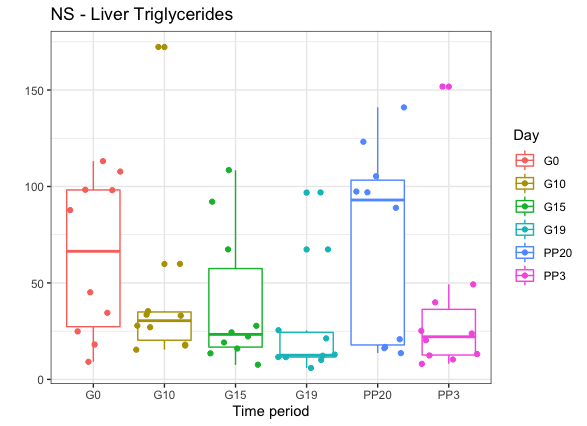 NS - Liver Triglycerides
150
100
50
0
G0 G10 G15 G19 PP20 PP3
Time period
Day
G0
G10
G15
G19
PP20
PP3